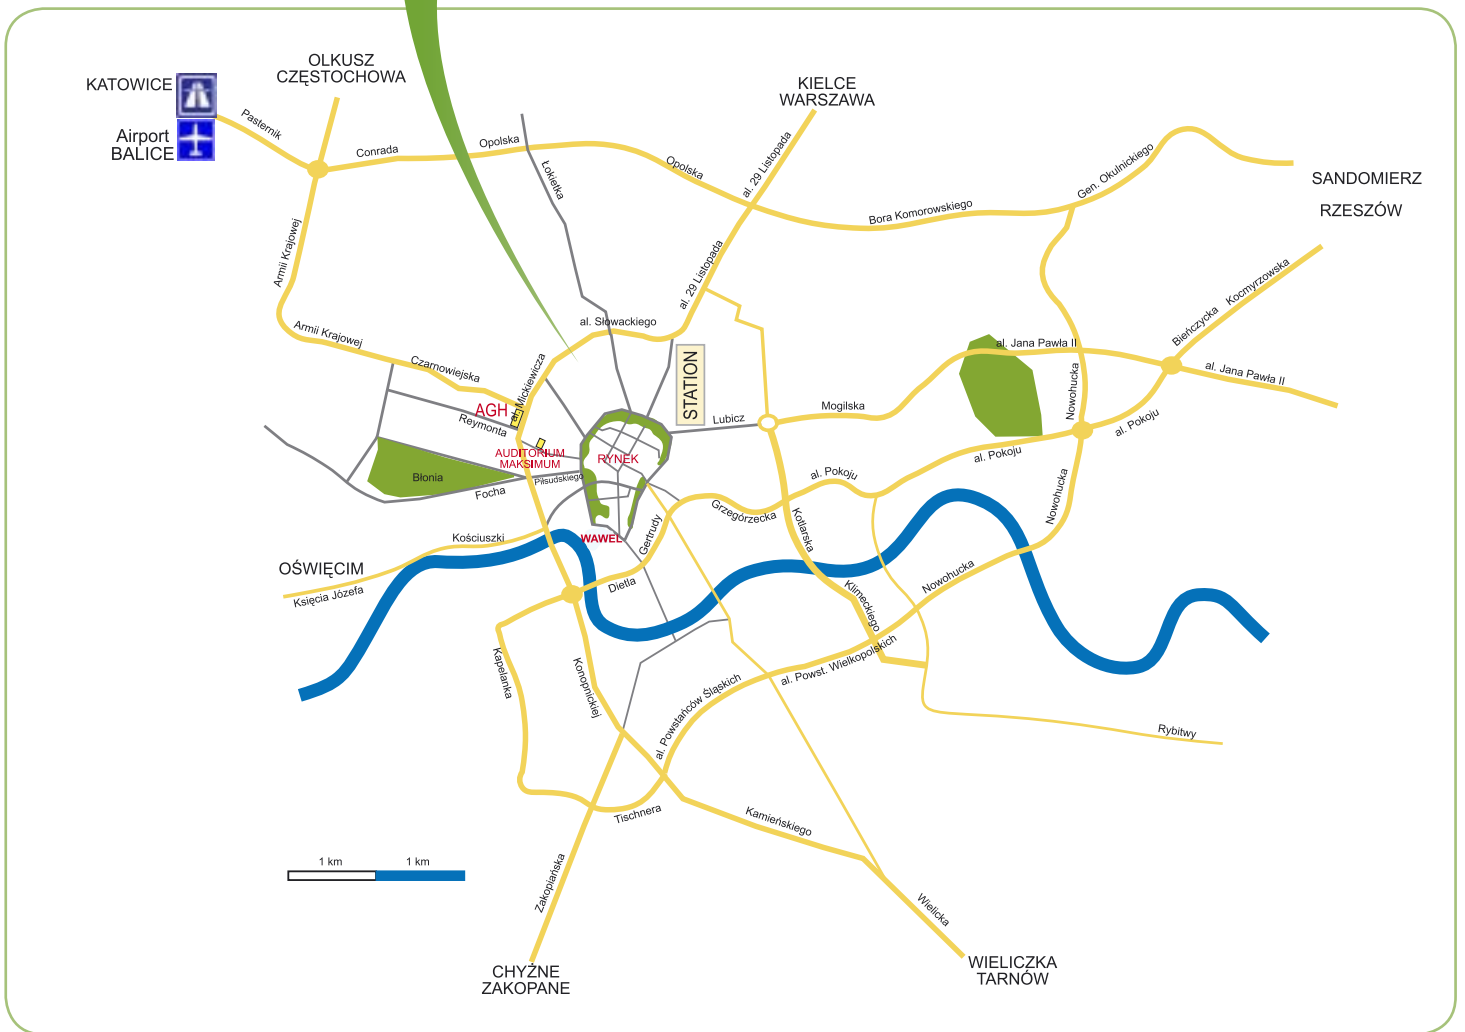 OLKUSZ
CZĘSTOCHOWA
KATOWICE
Airport
BALICE
KIELCE
WARSZAWA
SANDOMIERZ
RZESZÓW
Pasternik
Conrada
Opolska
Łokietka
Opolska
al. 29 Listopada
Bora Komorowskiego
Gen. Okulnickiego
Armii Krajowej
al. 29 Listopada
Kocmyrzowska
Bieńczycka
Armii Krajowej
al. Słowackiego
al. Jana Pawła II
al. Jana Pawła II
Czarnowiejska
al. Mickiewicza
STATION
Nowohucka
AGH
Reymonta
Lubicz
Mogilska
al. Pokoju
AUDITORIUM
MAKSIMUM
RYNEK
al. Pokoju
al. Pokoju
Błonia
Piłsudskiego
Focha
Grzegórzecka
Kotlarska
Nowohucka
Kościuszki
WAWEL
Gertrudy
OŚWIĘCIM
Księcia Józefa
Dietla
Klimeckiego
Nowohucka
Kapelanka
Konopnickiej
al. Powstańców Śląskich
al. Powst. Wielkopolskich
Rybitwy
Tischnera
Kamieńskiego
1 km
1 km
Zakopiańska
Wielicka
CHYŻNE
ZAKOPANE
WIELICZKA
TARNÓW